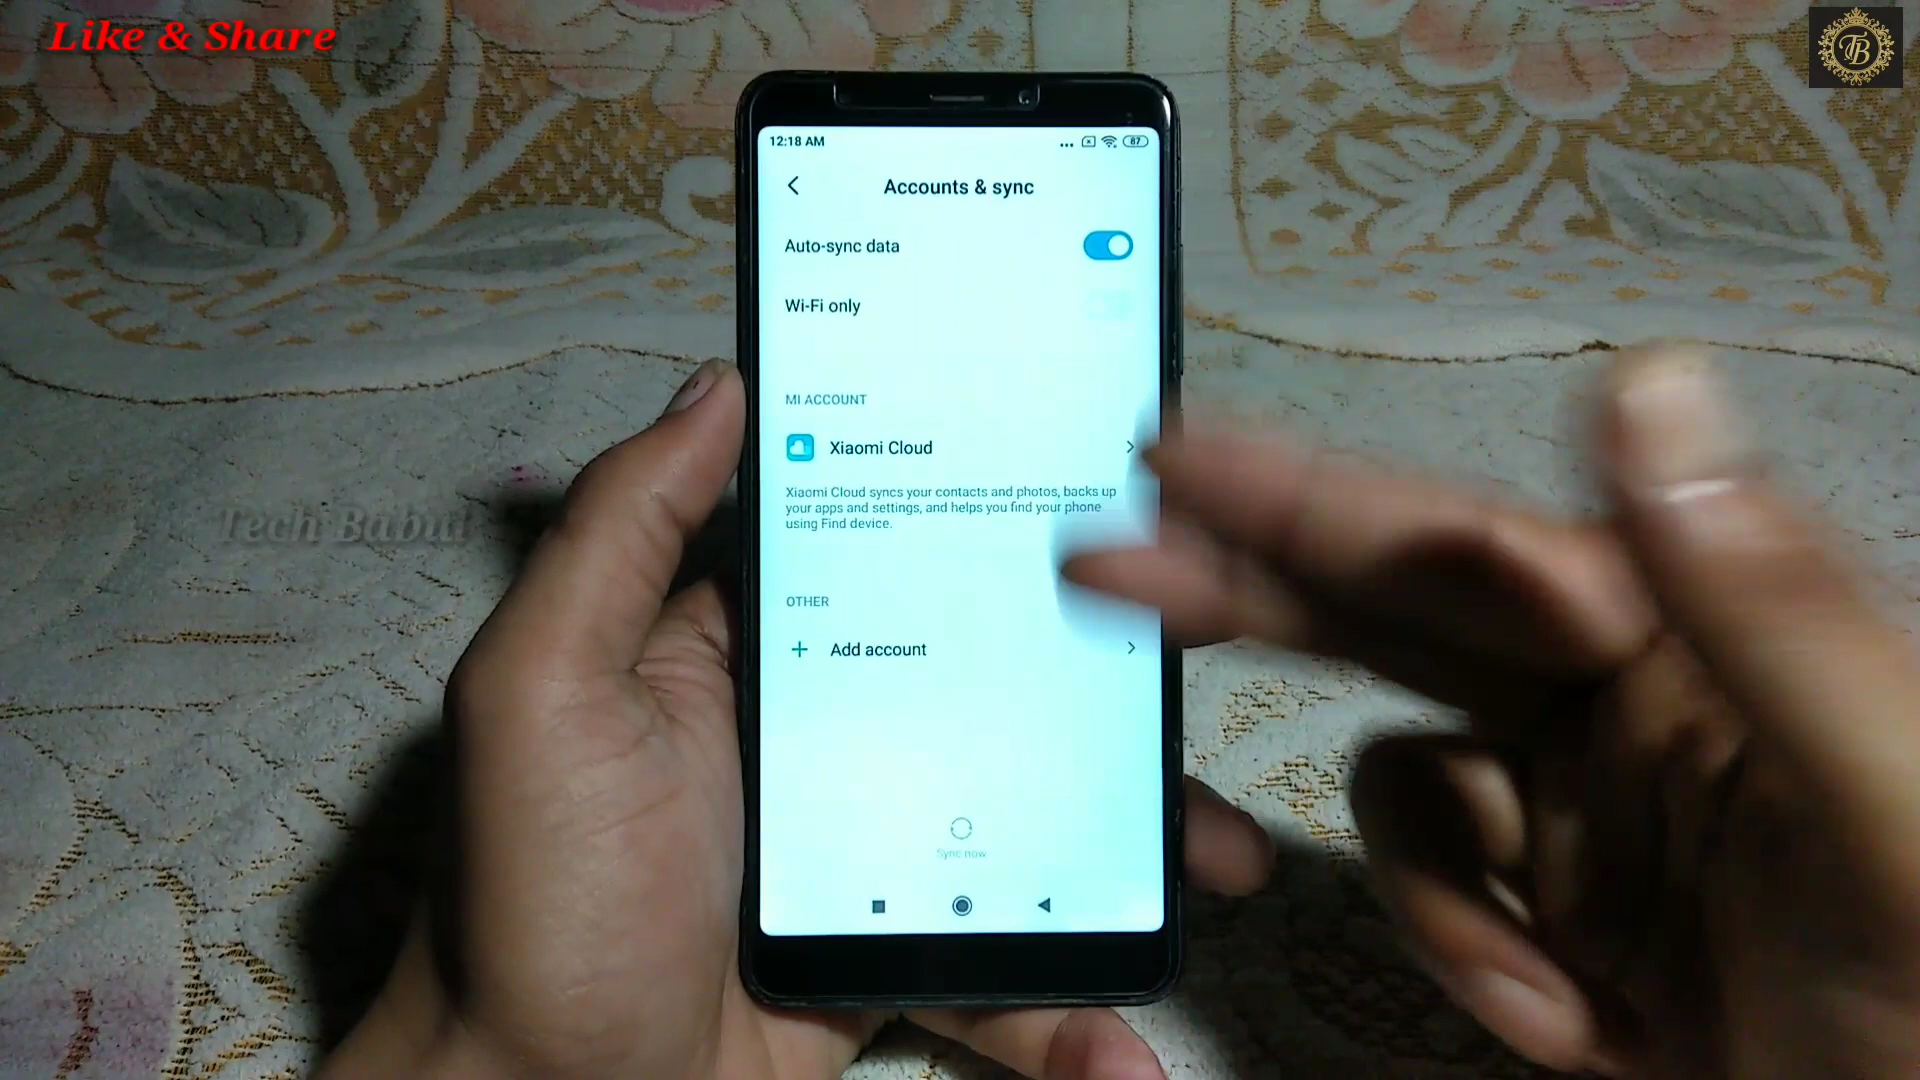 Like & Share
TB
12:18 AM
87
Accounts & sync
Auto-sync data
Wi-Fi only
MI ACCOUNT
Xiaomi Cloud
Xiaomi Cloud syncs your contacts and photos, backs up
your apps and settings, and helps you find your phone
using Find device.
Tech Babul
OTHER
Add account
Sync now